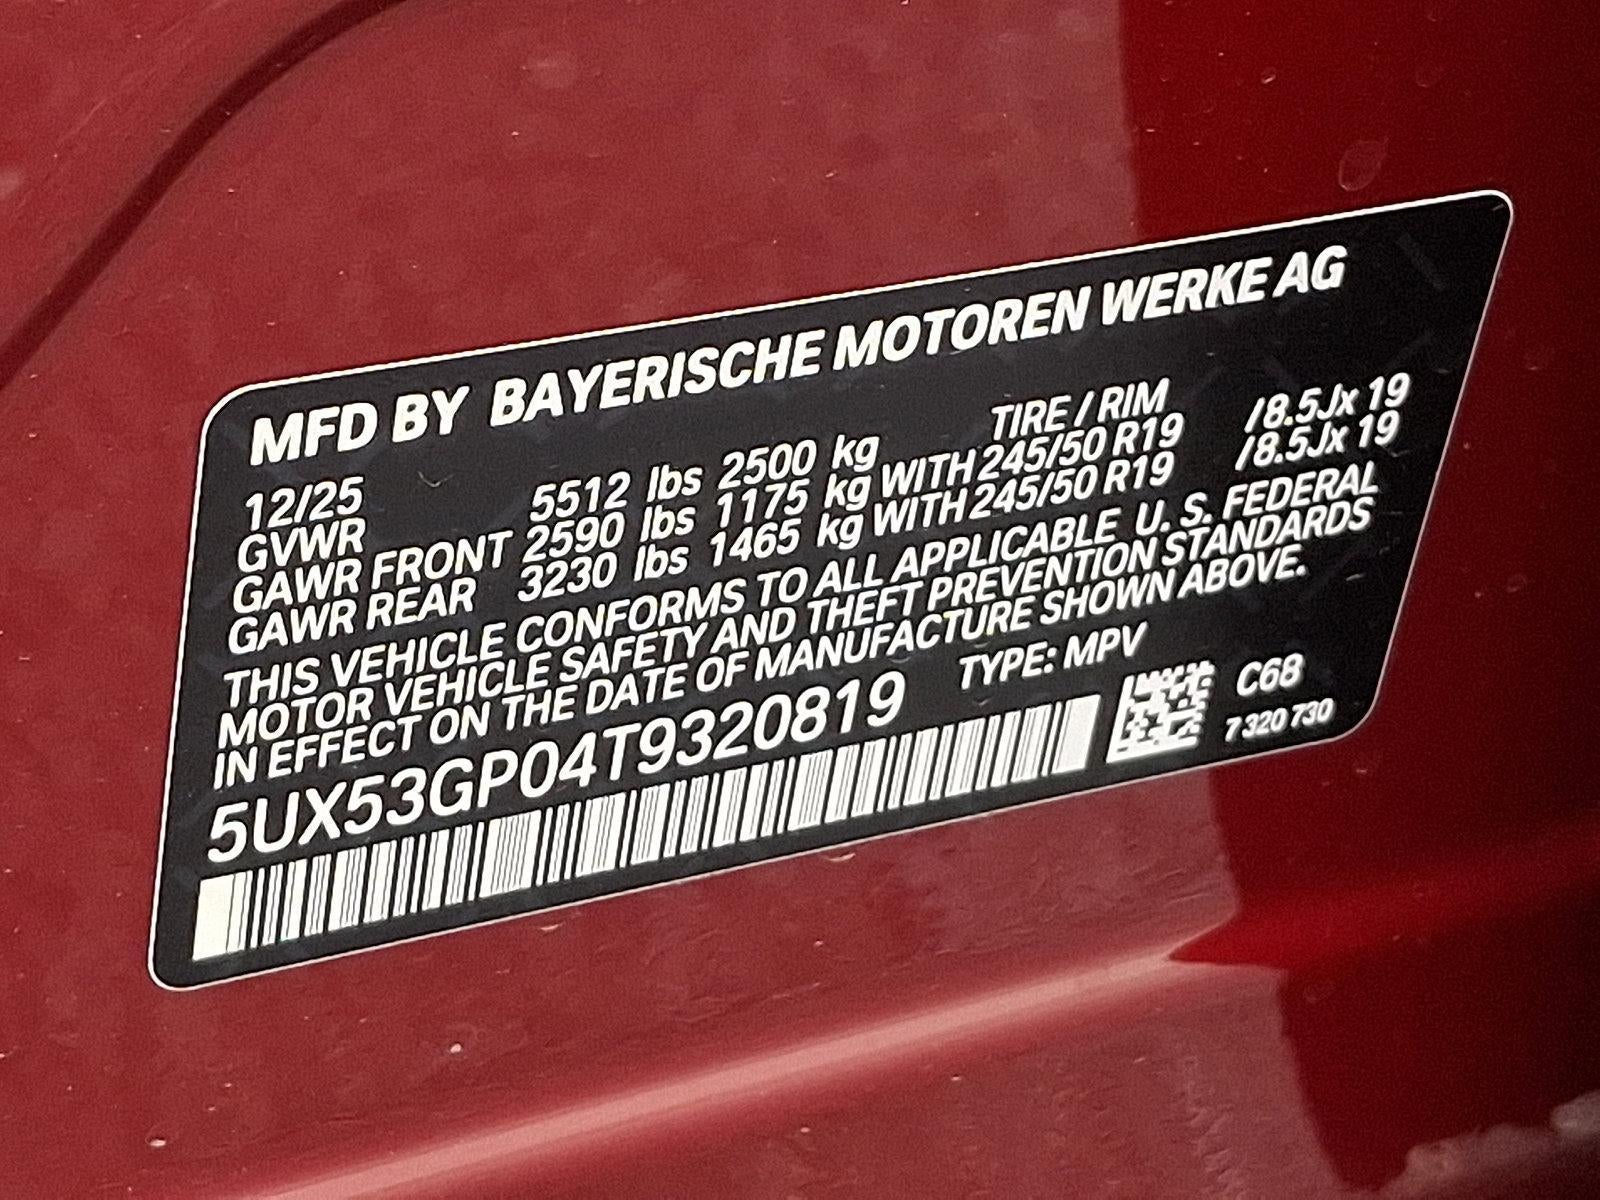 MFD BY BAYERISCHE MOTOREN WERKE AG
12/25 TIRE / RIM
GVWR 5512 lbs 2500 kg
GAWR FRONT 2590 lbs 1175 kg WITH 245/50 R19 /8.5Jx 19
GAWR REAR 3230 lbs 1465 kg WITH 245/50 R19 /8.5Jx 19
THIS VEHICLE CONFORMS TO ALL APPLICABLE U. S. FEDERAL
MOTOR VEHICLE SAFETY AND THEFT PREVENTION STANDARDS
IN EFFECT ON THE DATE OF MANUFACTURE SHOWN ABOVE.
5UX53GP04T9320819 TYPE: MPV
C68
7 320 730